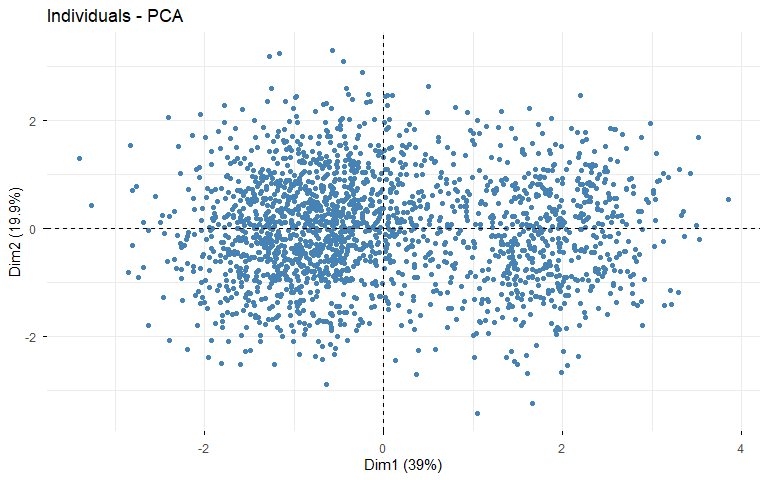 Individuals - PCA
2
0
-2
Dim2 (19.9%)
-2
0
2
4
Dim1 (39%)